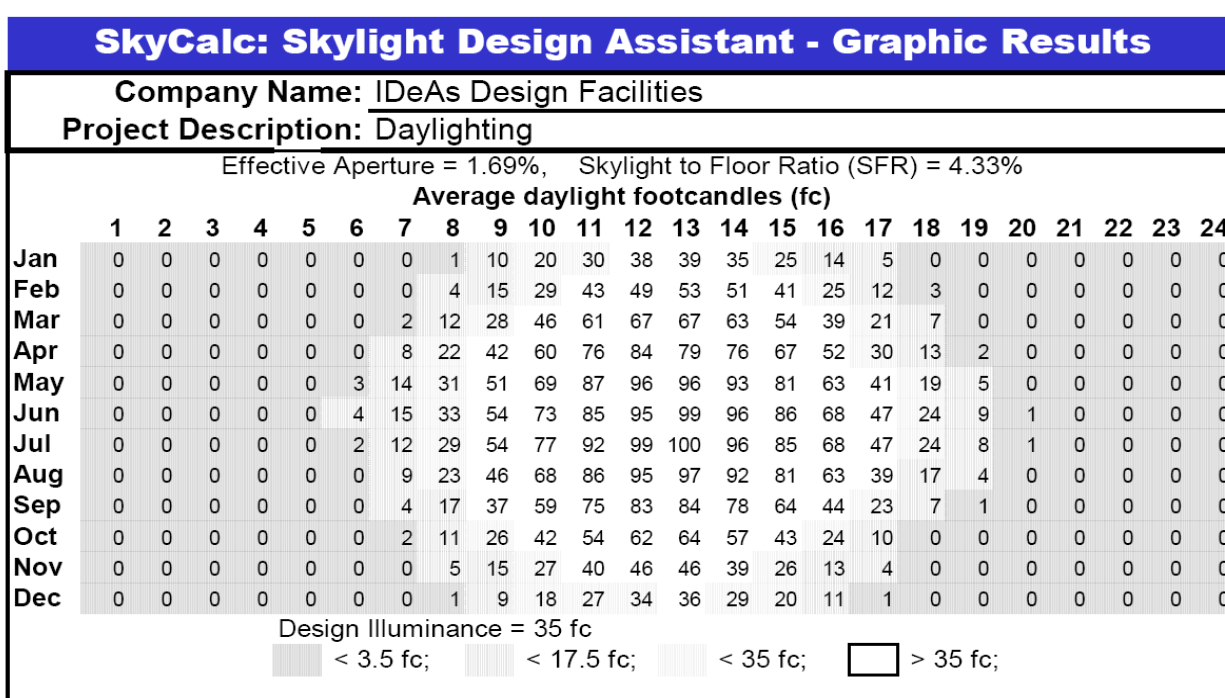 SkyCalc: Skylight Design Assistant - Graphic Results
Company Name: IDeAs Design Facilities
Project Description: Daylighting
Effective Aperture = 1.69%, Skylight to Floor Ratio (SFR) = 4.33%
Average daylight footcandles (fc)
1 2 3 4 5 6 7 8 9 10 11 12 13 14 15 16 17 18 19 20 21 22 23 24
Jan 0 0 0 0 0 0 0 1 10 20 30 38 39 35 25 14 5 0 0 0 0 0 0 0
Feb 0 0 0 0 0 0 0 4 15 29 43 49 53 51 41 25 12 3 0 0 0 0 0 0
Mar 0 0 0 0 0 0 2 12 28 46 61 67 67 63 54 39 21 7 0 0 0 0 0 0
Apr 0 0 0 0 0 0 8 22 42 60 76 84 79 76 67 52 30 13 2 0 0 0 0 0
May 0 0 0 0 0 3 14 31 51 69 87 96 96 93 81 63 41 19 5 0 0 0 0 0
Jun 0 0 0 0 0 4 15 33 54 73 85 95 99 96 86 68 47 24 9 1 0 0 0 0
Jul 0 0 0 0 0 2 12 29 54 77 92 99 100 96 85 68 47 24 8 1 0 0 0 0
Aug 0 0 0 0 0 0 9 23 46 68 86 95 97 92 81 63 39 17 4 0 0 0 0 0
Sep 0 0 0 0 0 0 4 17 37 59 75 83 84 78 64 44 23 7 1 0 0 0 0 0
Oct 0 0 0 0 0 0 2 11 26 42 54 62 64 57 43 24 10 0 0 0 0 0 0 0
Nov 0 0 0 0 0 0 0 5 15 27 40 46 46 39 26 13 4 0 0 0 0 0 0 0
Dec 0 0 0 0 0 0 0 1 9 18 27 34 36 29 20 11 1 0 0 0 0 0 0 0
Design Illuminance = 35 fc
< 3.5 fc; < 17.5 fc; < 35 fc; > 35 fc;